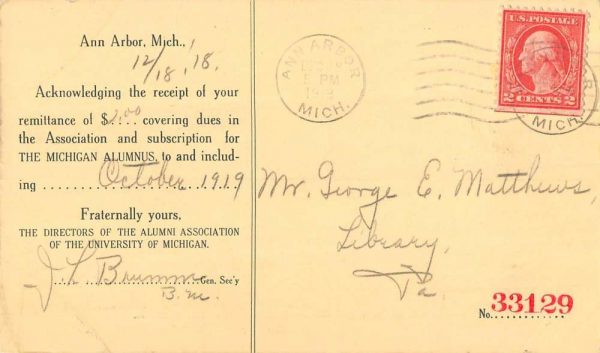 Ann Arbor, Mich.,
12/18, 18.
Acknowledging the receipt of your
remittance of $2.00 covering dues in
the Association and subscription for
THE MICHIGAN ALUMNUS, to and includ-
ing October 1919
Fraternally yours,
THE DIRECTORS OF THE ALUMNI ASSOCIATION
OF THE UNIVERSITY OF MICHIGAN.
J. L. Brumm Gen. Sec'y
B.M.
ANN ARBOR
PM
MICH.
U.S. POSTAGE
2 CENTS 2
MICH.
Mr. George E. Matthews,
Library,
Pa.
No. 33129